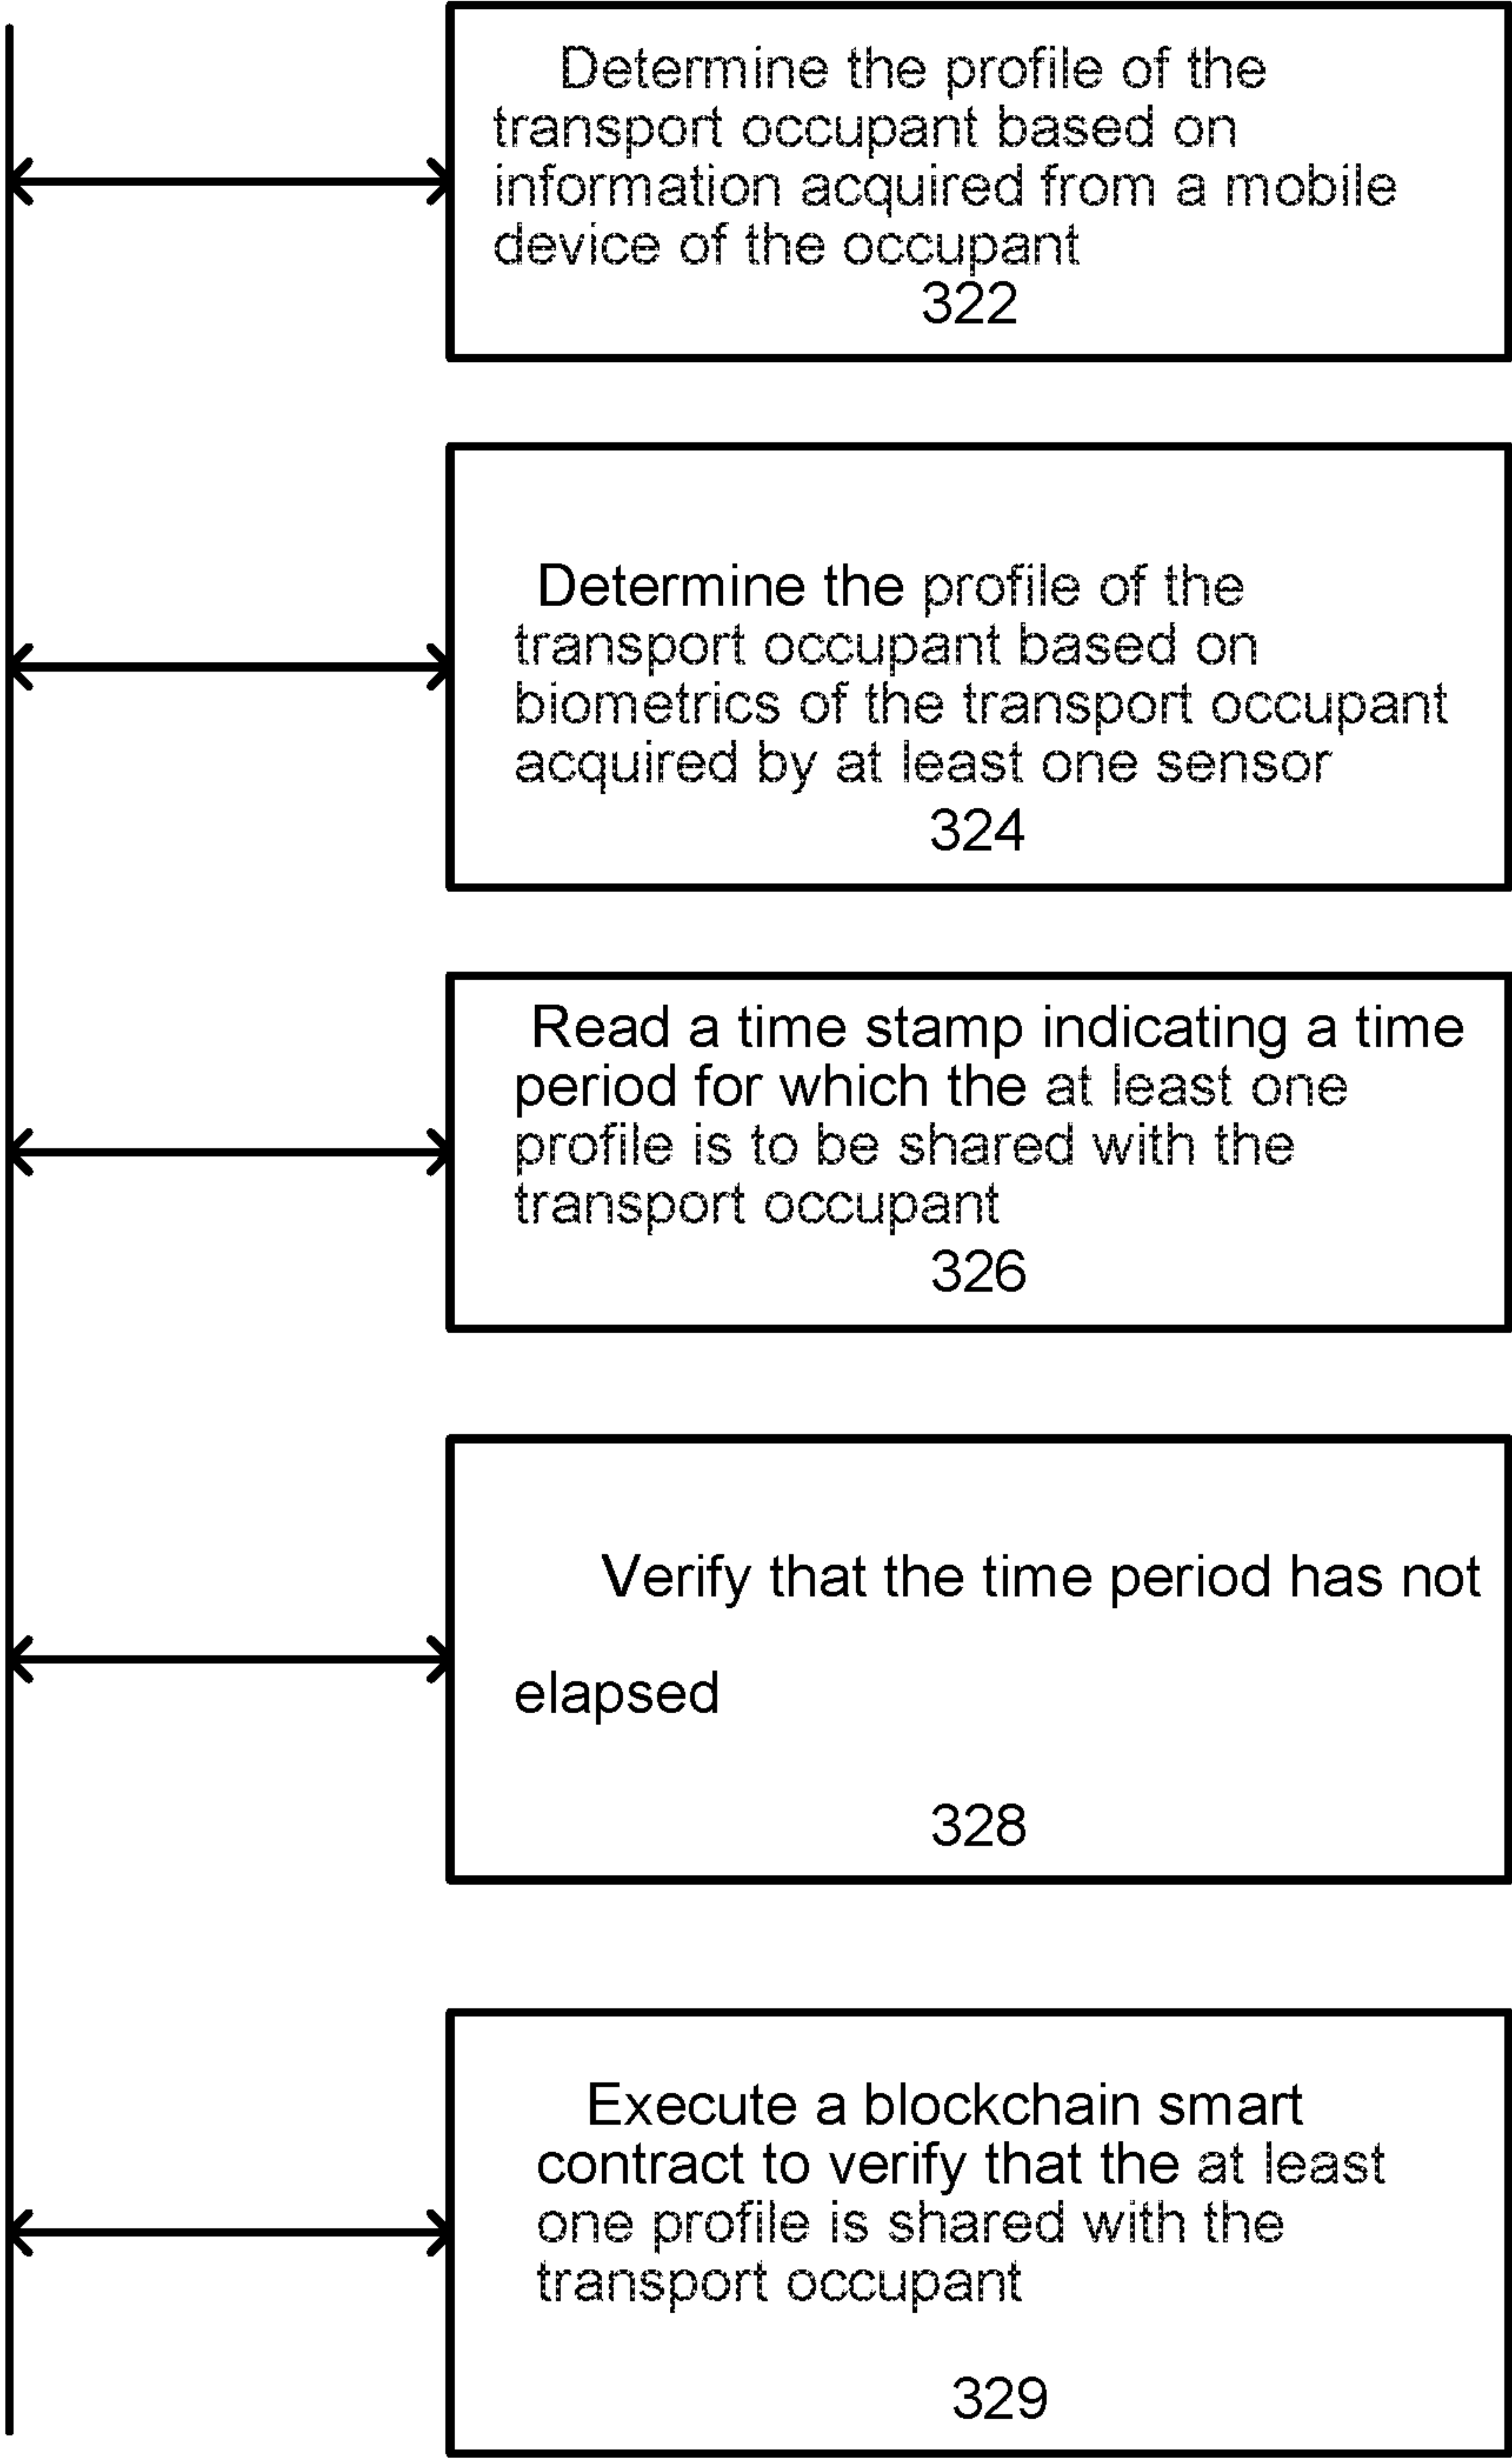 Determine the profile of the
transport occupant based on
information acquired from a mobile
device of the occupant
322
Determine the profile of the
transport occupant based on
biometrics of the transport occupant
acquired by at least one sensor
324
Read a time stamp indicating a time
period for which the at least one
profile is to be shared with the
transport occupant
326
Verify that the time period has not
elapsed
328
Execute a blockchain smart
contract to verify that the at least
one profile is shared with the
transport occupant
329